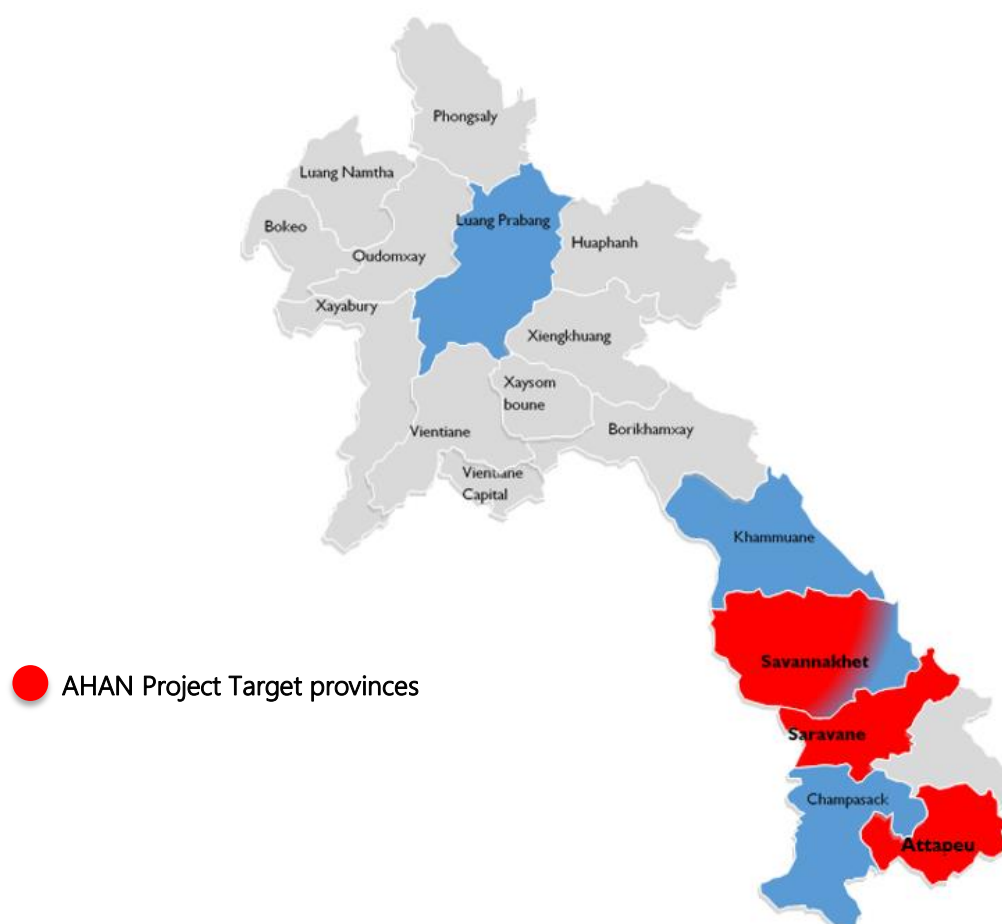 Phongsaly
Luang Namtha
Luang Prabang
Bokeo
Huaphanh
Oudomxay
Xayabury
Xiengkhuang
Xaysom
boune
Vientiane
Borikhamxay
Vientiane
Capital
Khammuane
Savannakhet
AHAN Project Target provinces
Saravane
Champasack
Attapeu